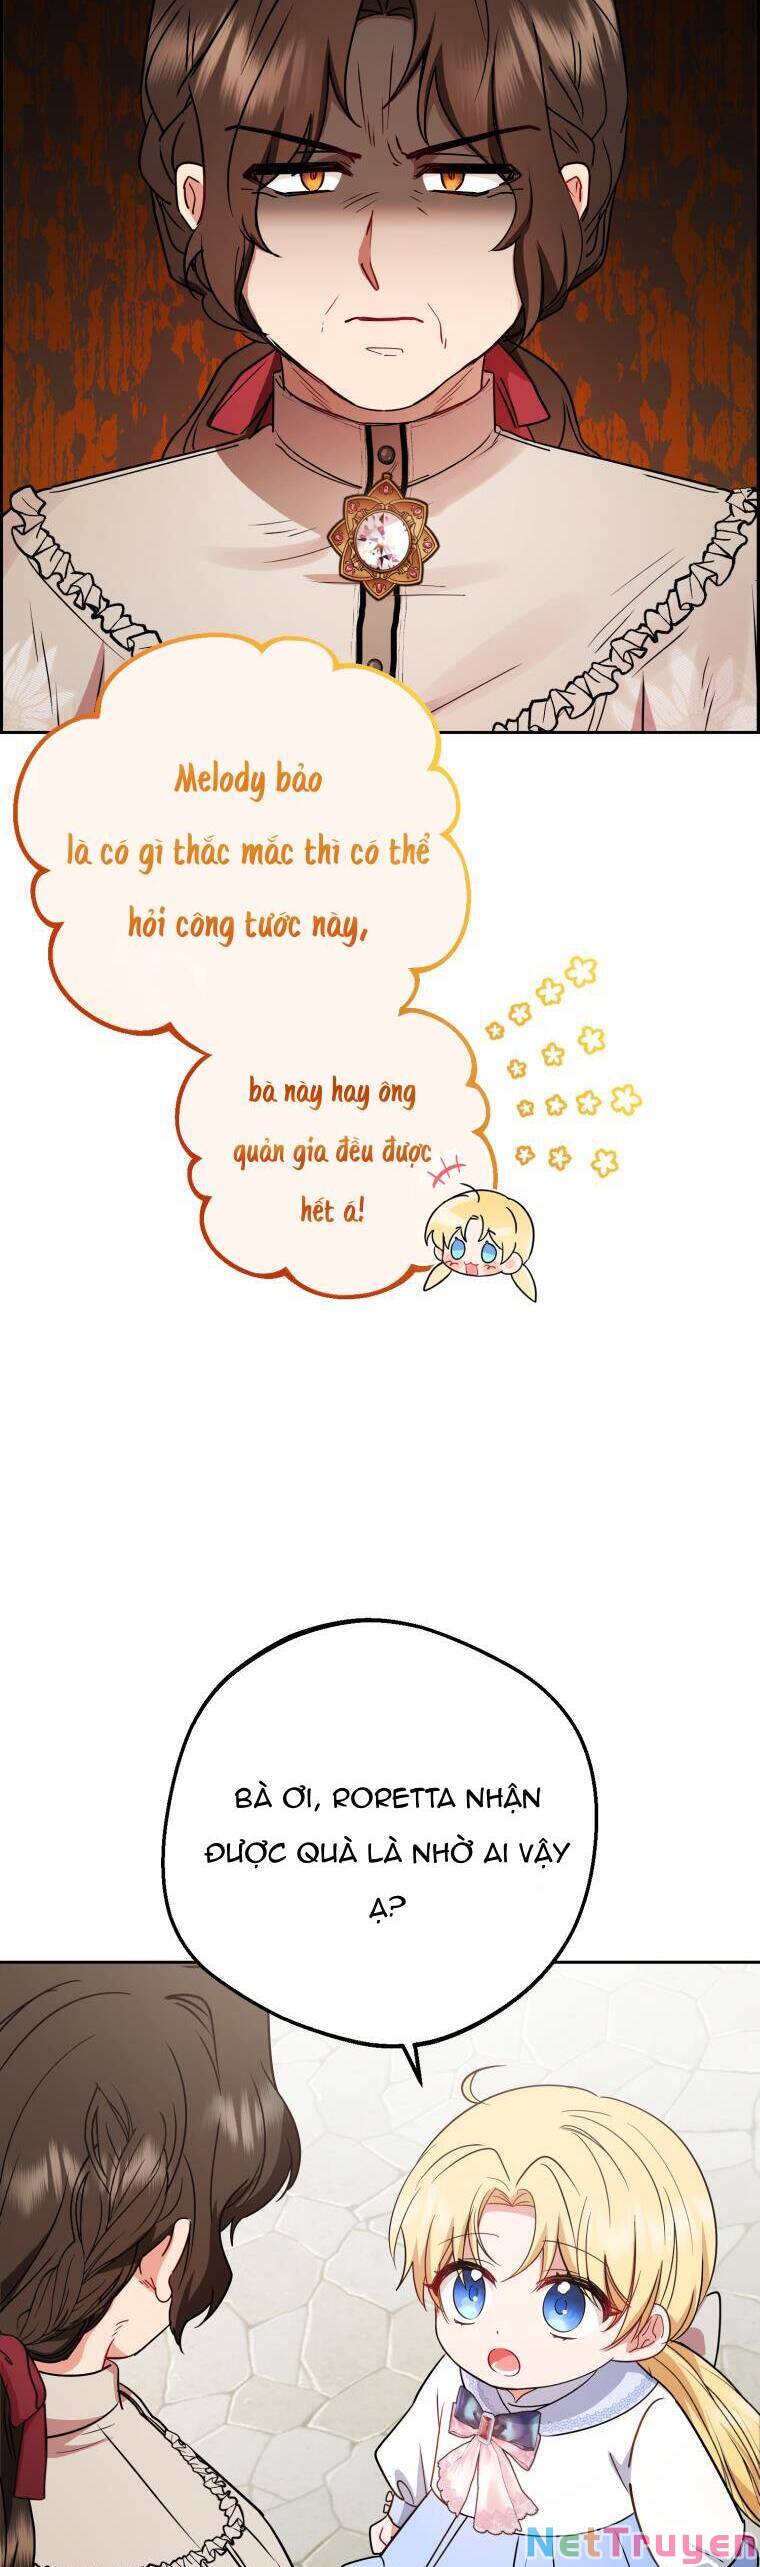 Melody bảo
là có gì thắc mắc thì có thể
hỏi công tước này,
bà này hay ông
quản gia đều được
hết á!
BÀ ƠI, RORETTA NHẬN
ĐƯỢC QUÀ LÀ NHỜ AI VẬY
Ạ?
NetTruyen